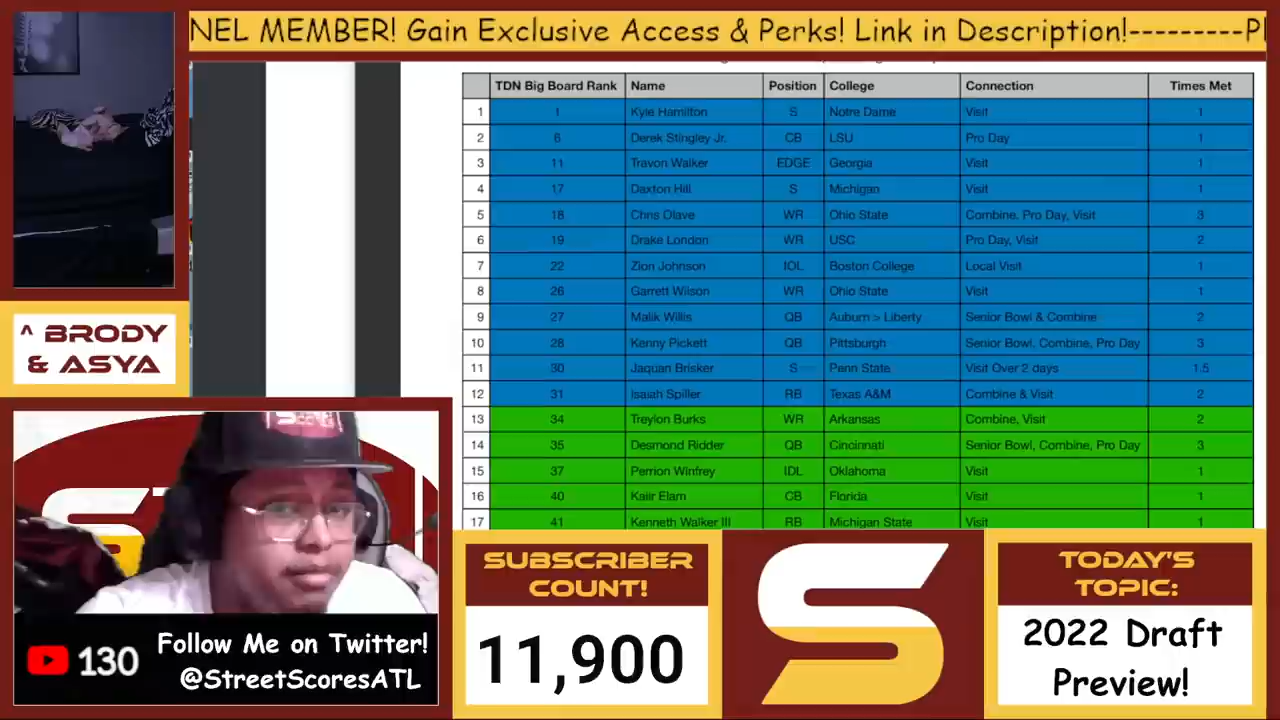 NEL MEMBER! Gain Exclusive Access & Perks! Link in Description!---------Pl
TDN Big Board Rank Name Position College Connection Times Met
1 1 Kyle Hamilton S Notre Dame Visit 1
2 6 Derek Stingley Jr. CB LSU Pro Day 1
3 11 Travon Walker EDGE Georgia Visit 1
4 17 Daxton Hill S Michigan Visit 1
5 18 Chris Olave WR Ohio State Combine, Pro Day, Visit 3
6 19 Drake London WR USC Pro Day, Visit 2
7 22 Zion Johnson IOL Boston College Local Visit 1
8 26 Garrett Wilson WR Ohio State Visit 1
9 27 Malik Willis QB Auburn > Liberty Senior Bowl & Combine 2
10 28 Kenny Pickett QB Pittsburgh Senior Bowl, Combine, Pro Day 3
11 30 Jaquan Brisker S Penn State Visit Over 2 days 1.5
12 31 Isaiah Spiller RB Texas A&M Combine & Visit 2
13 34 Treylon Burks WR Arkansas Combine, Visit 2
14 35 Desmond Ridder QB Cincinnati Senior Bowl, Combine, Pro Day 3
15 37 Perrion Winfrey IDL Oklahoma Visit 1
16 40 Kaiir Elam CB Florida Visit 1
17 41 Kenneth Walker III RB Michigan State Visit 1
^ BRODY
& ASYA
130
Follow Me on Twitter!
@StreetScoresATL
SUBSCRIBER
COUNT!
11,900
S
TODAY'S
TOPIC:
2022 Draft
Preview!